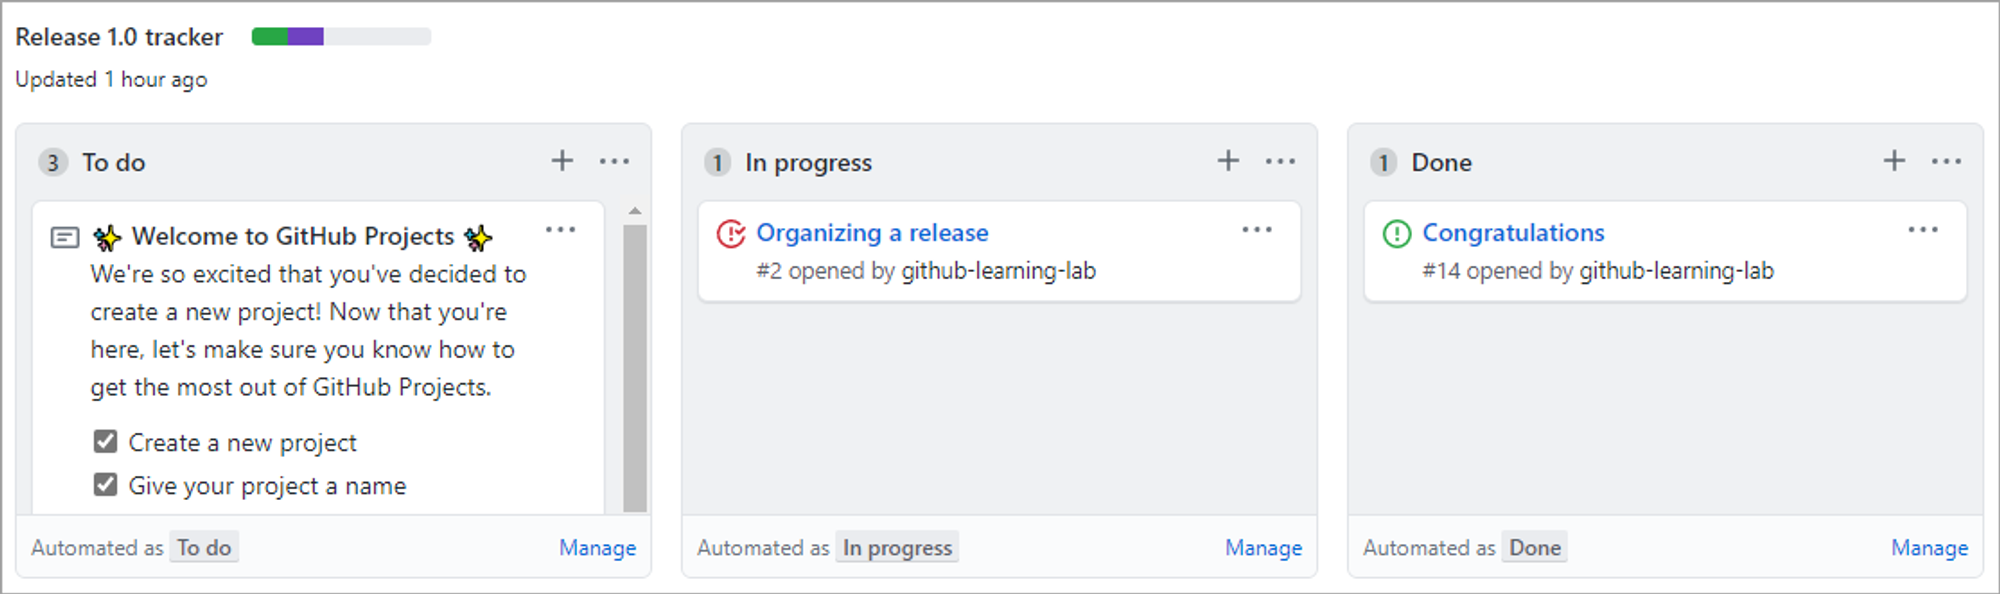 Release 1.0 tracker
Updated 1 hour ago
3 To do
✨ Welcome to GitHub Projects ✨
We're so excited that you've decided to
create a new project! Now that you're
here, let's make sure you know how to
get the most out of GitHub Projects.
Create a new project
Give your project a name
Automated as To do Manage
1 In progress
Organizing a release
#2 opened by github-learning-lab
Automated as In progress Manage
1 Done
Congratulations
#14 opened by github-learning-lab
Automated as Done Manage